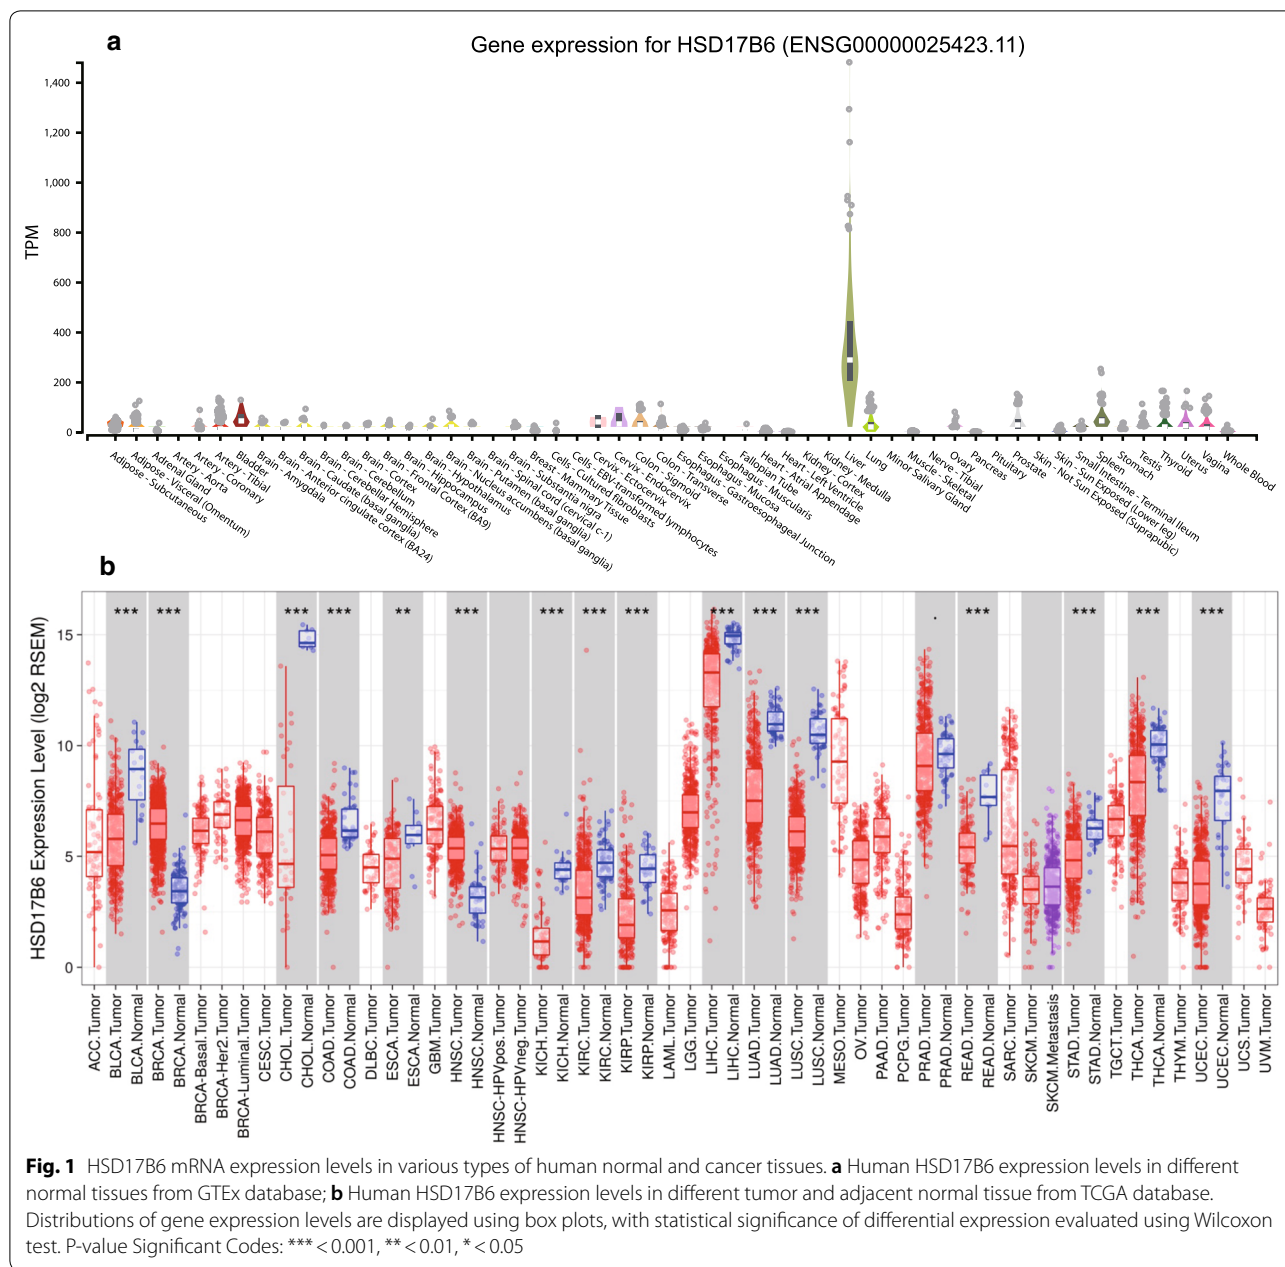 a
Gene expression for HSD17B6 (ENSG00000025423.11)
TPM
1,400
1,200
1,000
800
600
400
200
0
Adipose - Subcutaneous
Adipose - Visceral (Omentum)
Adrenal Gland
Artery - Aorta
Artery - Coronary
Artery - Tibial
Bladder
Brain - Amygdala
Brain - Anterior cingulate cortex (BA24)
Brain - Caudate (basal ganglia)
Brain - Cerebellar Hemisphere
Brain - Cerebellum
Brain - Cortex
Brain - Frontal Cortex (BA9)
Brain - Hippocampus
Brain - Hypothalamus
Brain - Nucleus accumbens (basal ganglia)
Brain - Putamen (basal ganglia)
Brain - Spinal cord (cervical c-1)
Brain - Substantia nigra
Breast - Mammary Tissue
Cells - Cultured fibroblasts
Cells - EBV-transformed lymphocytes
Cervix - Ectocervix
Cervix - Endocervix
Colon - Sigmoid
Colon - Transverse
Esophagus - Gastroesophageal Junction
Esophagus - Mucosa
Esophagus - Muscularis
Fallopian Tube
Heart - Atrial Appendage
Heart - Left Ventricle
Kidney - Cortex
Kidney - Medulla
Liver
Lung
Minor Salivary Gland
Muscle - Skeletal
Nerve - Tibial
Ovary
Pancreas
Pituitary
Prostate
Skin - Not Sun Exposed (Suprapubic)
Skin - Sun Exposed (Lower leg)
Small Intestine - Terminal Ileum
Spleen
Stomach
Testis
Thyroid
Uterus
Vagina
Whole Blood
b
HSD17B6 Expression Level (log2 RSEM)
15
10
5
0
*** *** *** *** ** *** *** *** *** *** *** *** . *** *** *** ***
ACC.Tumor
BLCA.Tumor
BLCA.Normal
BRCA.Tumor
BRCA.Normal
BRCA-Basal.Tumor
BRCA-Her2.Tumor
BRCA-Luminal.Tumor
CESC.Tumor
CHOL.Tumor
CHOL.Normal
COAD.Tumor
COAD.Normal
DLBC.Tumor
ESCA.Tumor
ESCA.Normal
GBM.Tumor
HNSC.Tumor
HNSC.Normal
HNSC-HPVpos.Tumor
HNSC-HPVneg.Tumor
KICH.Tumor
KICH.Normal
KIRC.Tumor
KIRC.Normal
KIRP.Tumor
KIRP.Normal
LAML.Tumor
LGG.Tumor
LIHC.Tumor
LIHC.Normal
LUAD.Tumor
LUAD.Normal
LUSC.Tumor
LUSC.Normal
MESO.Tumor
OV.Tumor
PAAD.Tumor
PCPG.Tumor
PRAD.Tumor
PRAD.Normal
READ.Tumor
READ.Normal
SARC.Tumor
SKCM.Tumor
SKCM.Metastasis
STAD.Tumor
STAD.Normal
TGCT.Tumor
THCA.Tumor
THCA.Normal
THYM.Tumor
UCEC.Tumor
UCEC.Normal
UCS.Tumor
UVM.Tumor
Fig. 1 HSD17B6 mRNA expression levels in various types of human normal and cancer tissues. a Human HSD17B6 expression levels in different
normal tissues from GTEx database; b Human HSD17B6 expression levels in different tumor and adjacent normal tissue from TCGA database.
Distributions of gene expression levels are displayed using box plots, with statistical significance of differential expression evaluated using Wilcoxon
test. P-value Significant Codes: *** < 0.001, ** < 0.01, * < 0.05